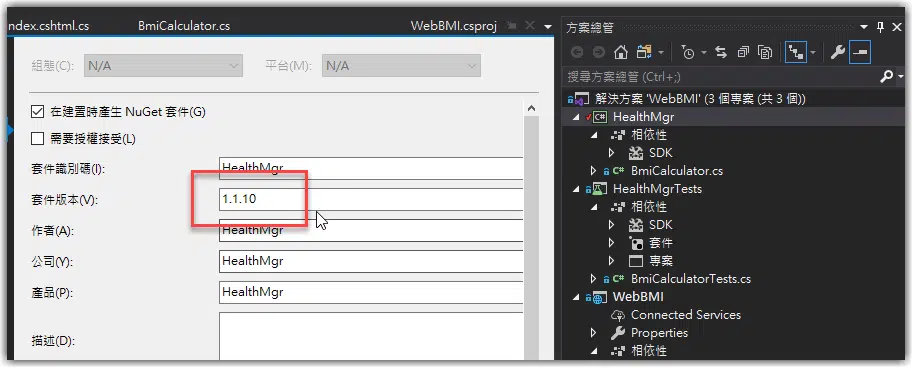 ndex.cshtml.cs
BmiCalculator.cs
WebBMI.csproj
組態(C):
N/A
平台(M):
N/A
在建置時產生 NuGet 套件(G)
需要授權接受(L)
套件識別碼(I):
HealthMgr
套件版本(V):
1.1.10
作者(A):
HealthMgr
公司(Y):
HealthMgr
產品(P):
HealthMgr
描述(D):
方案總管
搜尋方案總管 (Ctrl+;)
解決方案 'WebBMI' (3 個專案 (共 3 個))
C# HealthMgr
相依性
SDK
C# BmiCalculator.cs
HealthMgrTests
相依性
SDK
套件
專案
C# BmiCalculatorTests.cs
WebBMI
Connected Services
Properties
相依性